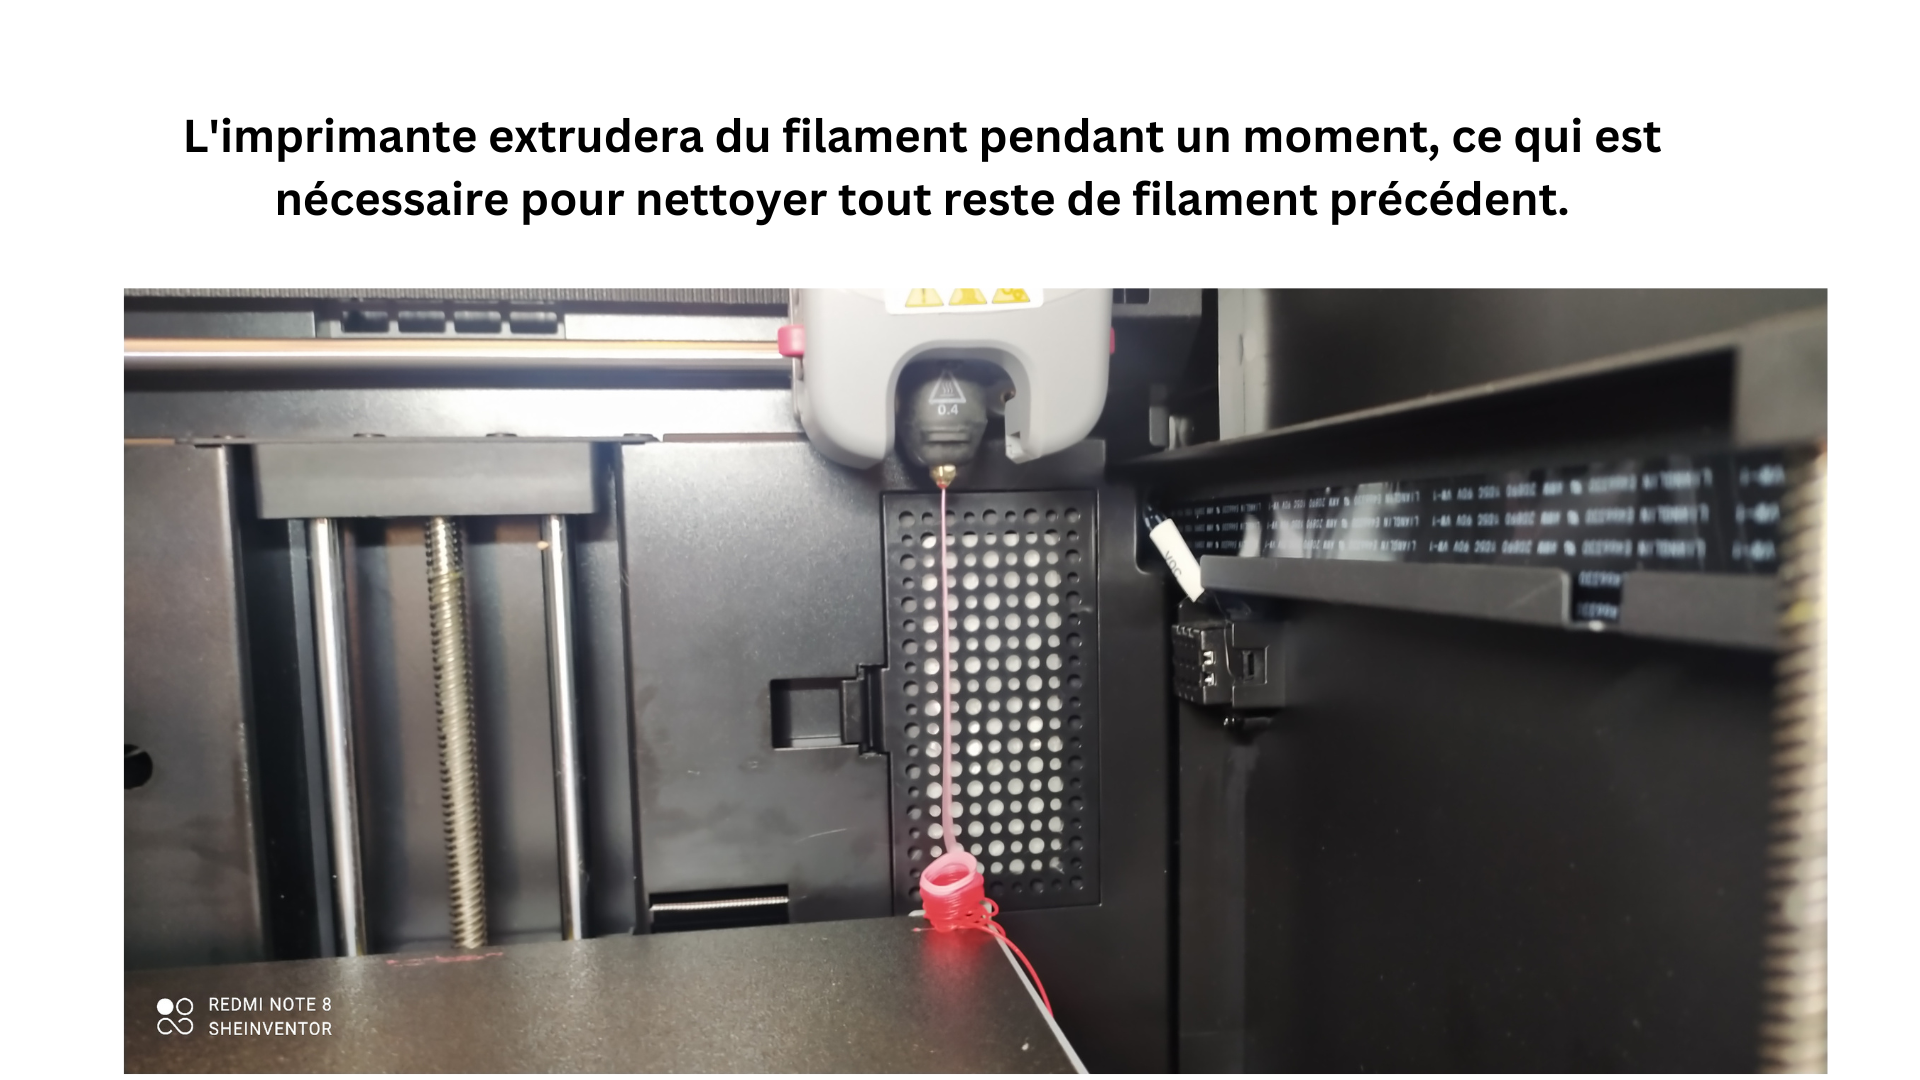 L'imprimante extrudera du filament pendant un moment, ce qui est
nécessaire pour nettoyer tout reste de filament précédent.
0.4
VDC
REDMI NOTE 8
SHEINVENTOR